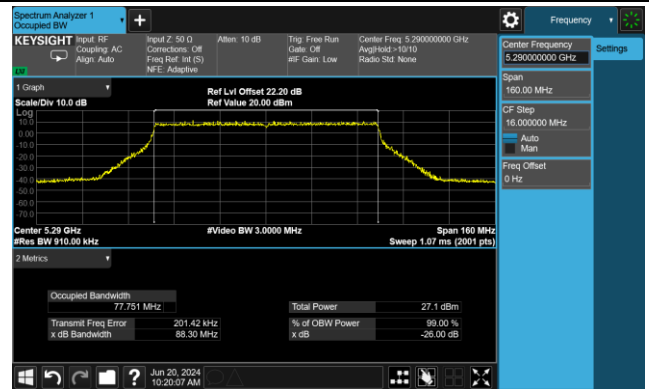 Spectrum Analyzer 1
Occupied BW
Frequency
KEYSIGHT
Input: RF
Coupling: AC
Align: Auto
Input Z: 50 Ω
Corrections: Off
Freq Ref: Int (S)
NFE: Adaptive
Atten: 10 dB
Trig: Free Run
Gate: Off
#IF Gain: Low
Center Freq: 5.290000000 GHz
Avg|Hold:>10/10
Radio Std: None
LXI
Center Frequency
5.290000000 GHz
Settings
Span
160.00 MHz
CF Step
16.000000 MHz
Auto
Man
Freq Offset
0 Hz
1 Graph
Scale/Div 10.0 dB
Ref Lvl Offset 22.20 dB
Ref Value 20.00 dBm
Log
10.0
0.00
-10.0
-20.0
-30.0
-40.0
-50.0
-60.0
-70.0
Center 5.29 GHz
#Res BW 910.00 kHz
#Video BW 3.0000 MHz
Span 160 MHz
Sweep 1.07 ms (2001 pts)
2 Metrics
Occupied Bandwidth
77.751 MHz
Total Power 27.1 dBm
Transmit Freq Error 201.42 kHz
% of OBW Power 99.00 %
x dB Bandwidth 88.30 MHz
x dB -26.00 dB
?
Jun 20, 2024
10:20:07 AM